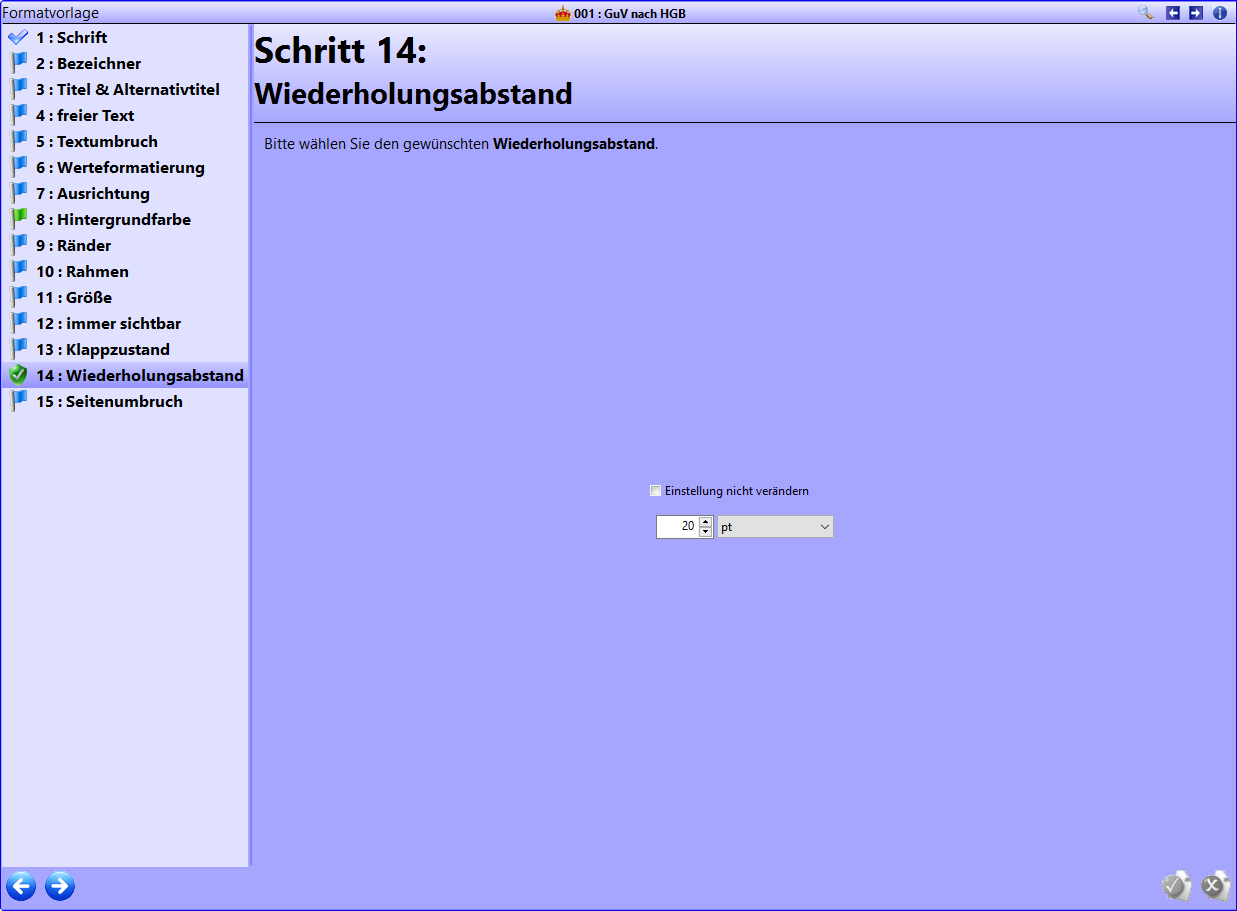 Formatvorlage
001 : GuV nach HGB
1 : Schrift
2 : Bezeichner
3 : Titel & Alternativtitel
4 : freier Text
5 : Textumbruch
6 : Werteformatierung
7 : Ausrichtung
8 : Hintergrundfarbe
9 : Ränder
10 : Rahmen
11 : Größe
12 : immer sichtbar
13 : Klappzustand
14 : Wiederholungsabstand
15 : Seitenumbruch
Schritt 14:
Wiederholungsabstand
Bitte wählen Sie den gewünschten Wiederholungsabstand.
Einstellung nicht verändern
20 pt